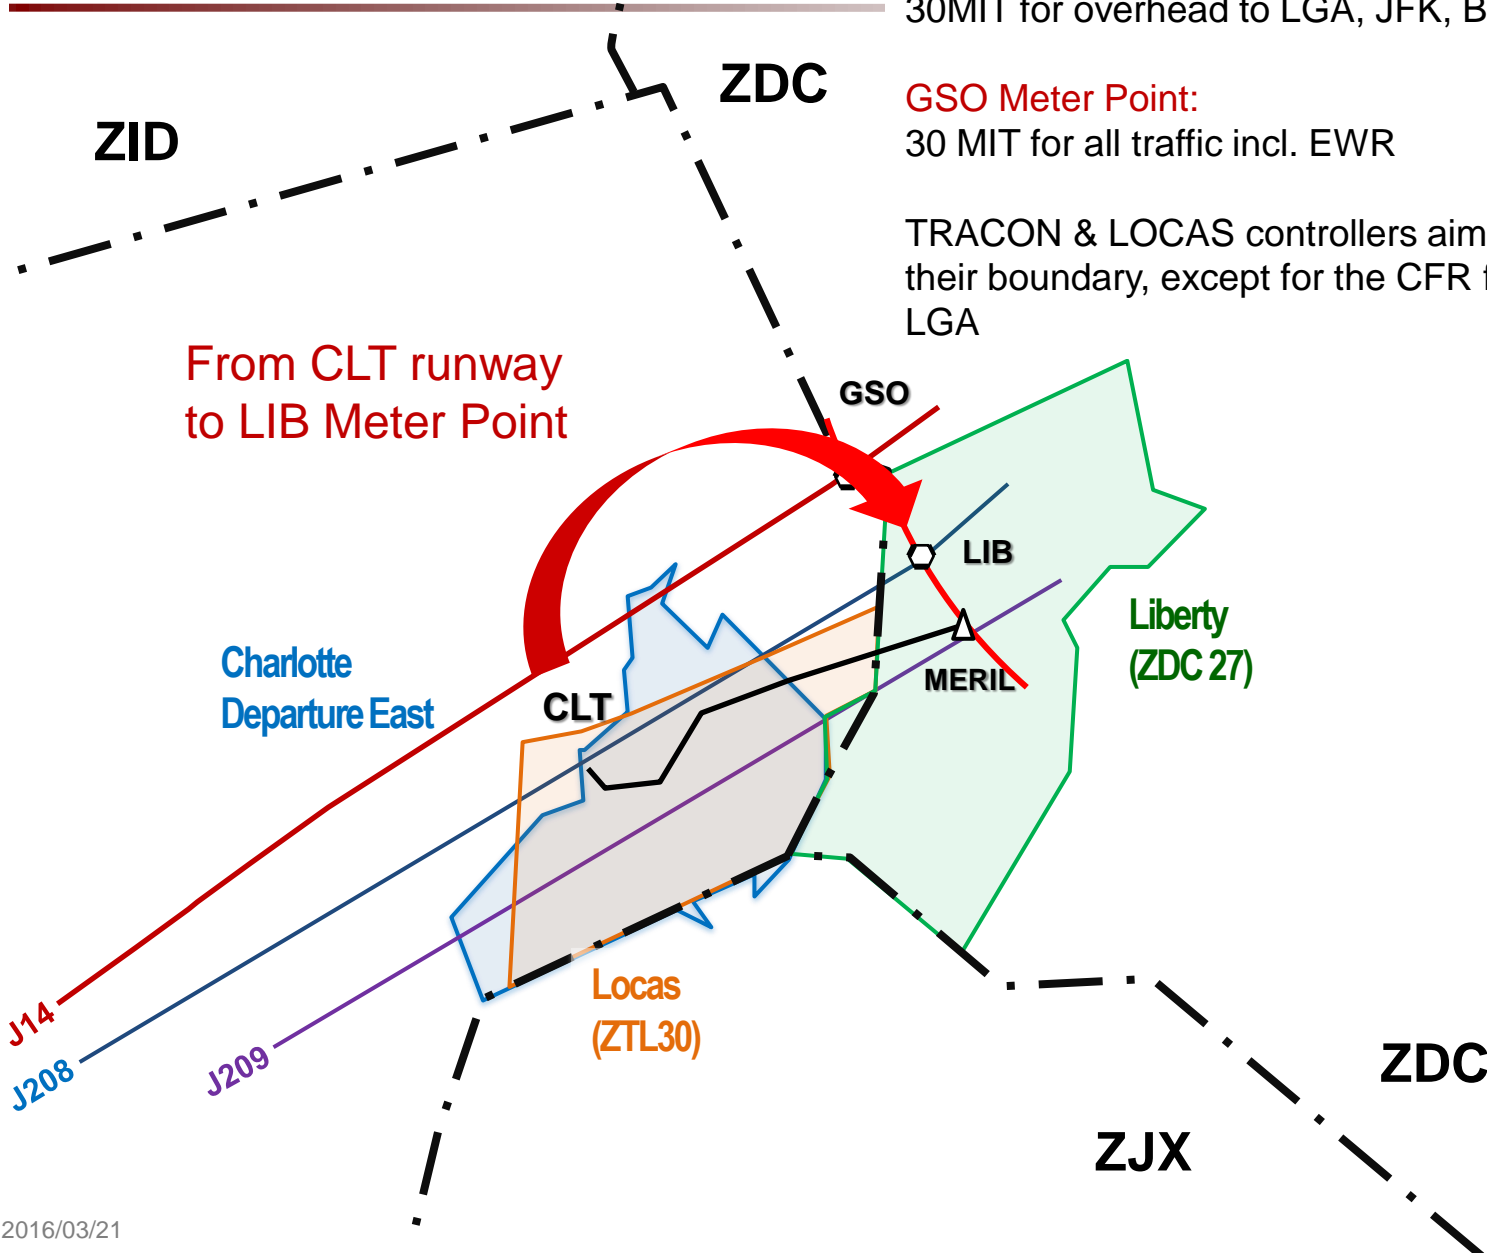 30MIT for overhead to LGA, JFK, B
ZDC
ZID
GSO Meter Point:
30 MIT for all traffic incl. EWR
TRACON & LOCAS controllers aim
their boundary, except for the CFR f
LGA
From CLT runway
to LIB Meter Point
GSO
LIB
Liberty
(ZDC 27)
Charlotte
Departure East
MERIL
CLT
Locas
(ZTL30)
J14
J208
J209
ZDC
ZJX
2016/03/21